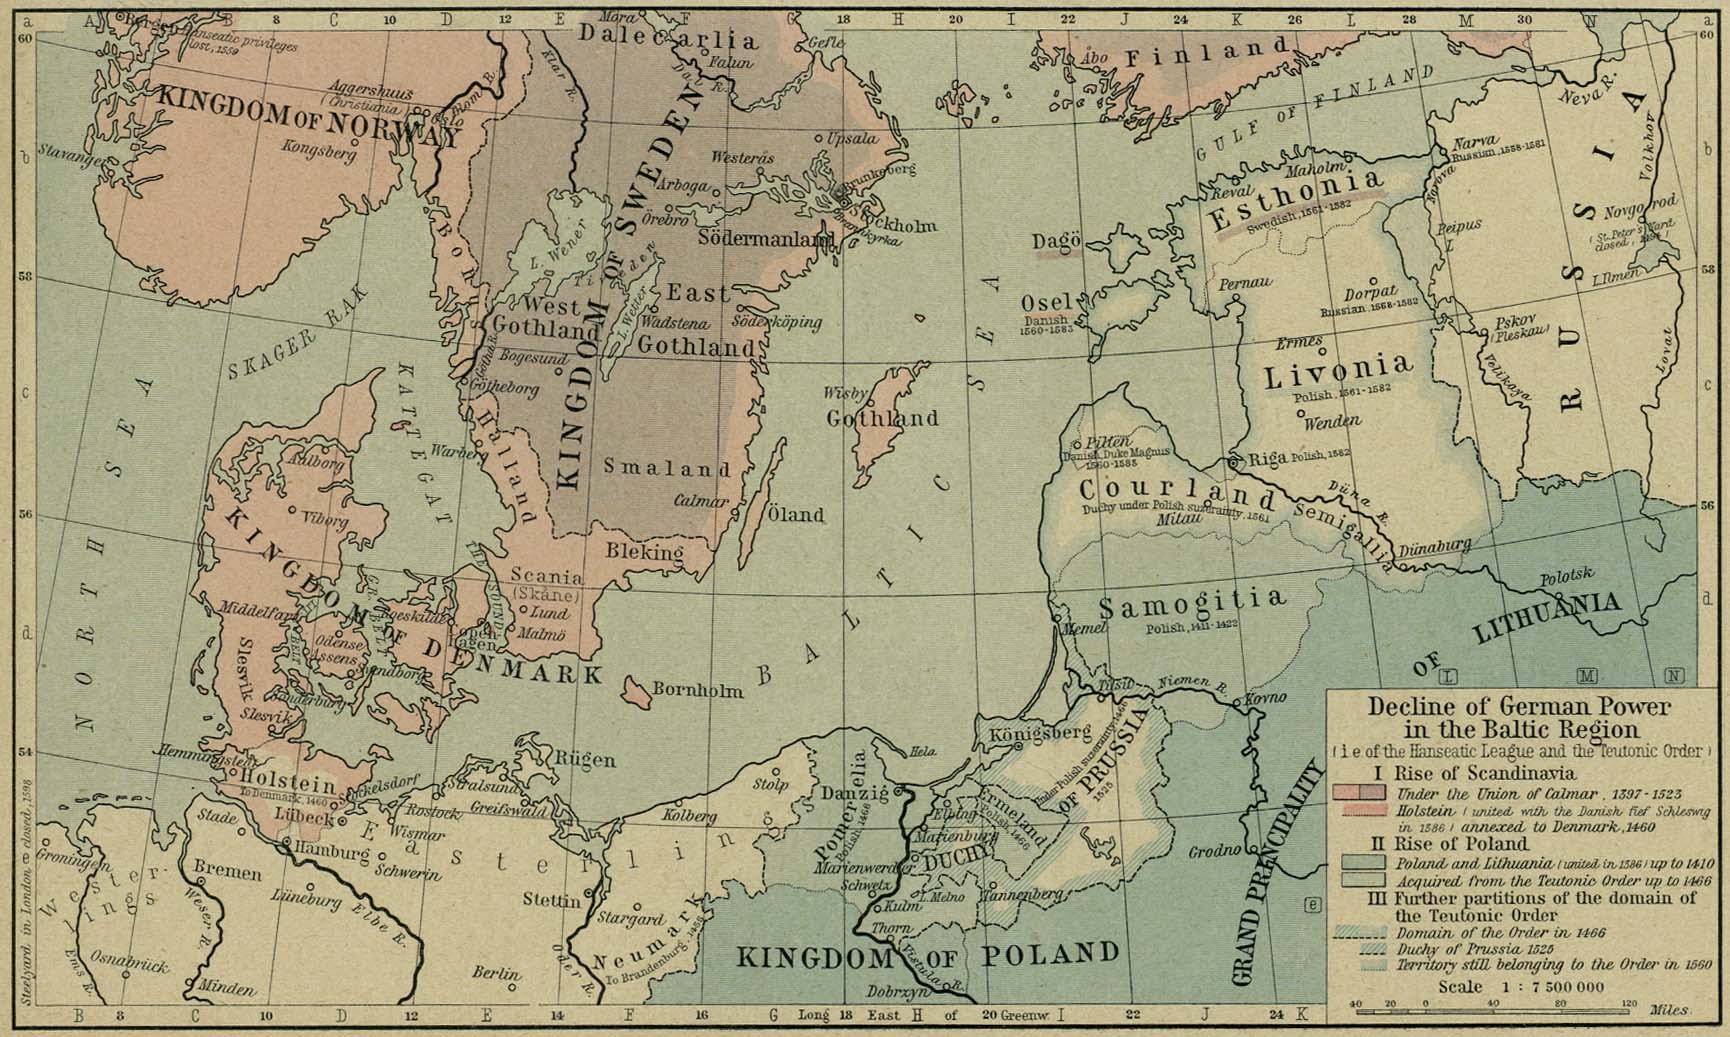 Decline of German Power
in the Baltic Region
(i e of the Hanseatic League and the Teutonic Order)
I Rise of Scandinavia
Under the Union of Calmar, 1397-1523
Holstein (united with the Danish fief Schleswig
in 1386) annexed to Denmark, 1460
II Rise of Poland
Poland and Lithuania (united in 1386) up to 1410
Acquired from the Teutonic Order up to 1466
III Further partitions of the domain of
the Teutonic Order
Domain of the Order in 1466
Duchy of Prussia 1525
Territory still belonging to the Order in 1560
Scale 1 : 7 500 000
40 20 0 40 80 120 Miles
a A B 8 C 10 D 12 E F G 18 H 20 I 22 J 24 K 26 L 28 M 30 N a
60
Bergen
Hanseatic privileges
lost, 1559
KINGDOM OF NORWAY
Aggershuus
(Christiania)
Oslo
Glom R.
Kongsberg
Stavanger
Klar R.
Mora
Dalecarlia
Falun
Dal R.
Gefle
KINGDOM OF SWEDEN
Upsala
Westerås
Arboga
Örebro
Brunkeberg
Stockholm
Brannkyrka
Södermanland
L. Wener
Tiveden
L. Wetter
West
Gothland
East
Gothland
Wadstena
Söderköping
Bogesund
Götheborg
Göthab.
Warberg
Halland
Smaland
Calmar
Öland
Bleking
Scania
(Skåne)
Lund
Malmö
Wisby
Gothland
Bornholm
SKAGER RAK
KATTEGAT
THE SOUND
NORTH SEA
BALTIC SEA
GULF OF FINLAND
KINGDOM OF DENMARK
Aalborg
Viborg
Middelfart
Odense
Assens
Svendborg
Roeskilde
Copen-
hagen
GR. BELT
Sonderburg
Slesvik
Slesvik
Hemmingstedt
Holstein
To Denmark, 1460
Lübeck
Hamburg
Easterlings
Westerlings
Rügen
Stralsund
Greifswald
Rostock
Wismar
Schwerin
Stade
Bremen
Lüneburg
Elbe R.
Weser R.
Ems R.
Groningen
Osnabrück
Minden
Berlin
Stettin
Stargard
Oder R.
Neumark
To Brandenburg, 1455
Kolberg
Stolp
Steelyard in London closed, 1598
Åbo
Finland
Neva R.
Narva
Russian, 1558-1581
Narova
Maholm
Reval
Esthonia
Swedish, 1561-1582
Dagö
Osel
Danish
1560-1583
Pernau
Peipus
L.
Dorpat
Russian, 1558-1582
Pskov
(Pleskau)
Velikaya
Lovat
Volkhov
Novgorod
(St. Peter's Yard
closed, 1494)
L. Ilmen
RUSSIA
Ermes
Livonia
Polish, 1561-1582
Wenden
Riga Polish, 1582
Pilten
Danish, Duke Magnus
1560-1585
Courland
Duchy under Polish suzerainty, 1561
Mitau
Semigallia
Düna R.
Dünaburg
Polotsk
Samogitia
Polish, 1411-1422
Memel
Tilsit
Niemen R.
Kovno
Grodno
GRAND PRINCIPALITY OF LITHUANIA
Königsberg
DUCHY OF PRUSSIA
Under Polish suzerainty, 1466
1525
Hela
Danzig
Pomerelia
Polish, 1466
Elbing
Ermeland
Polish, 1466
Marienburg
Marienwerder
Schwetz
Kulm
L. Melno
Tannenberg
Thorn
Vistula R.
Dobrzyn
KINGDOM OF POLAND
L M N
e
b
58
c
56
d
54
B 8 C 10 D 12 E 14 F 16 G Long 18 East H of 20 Greenw. I 22 J 24 K